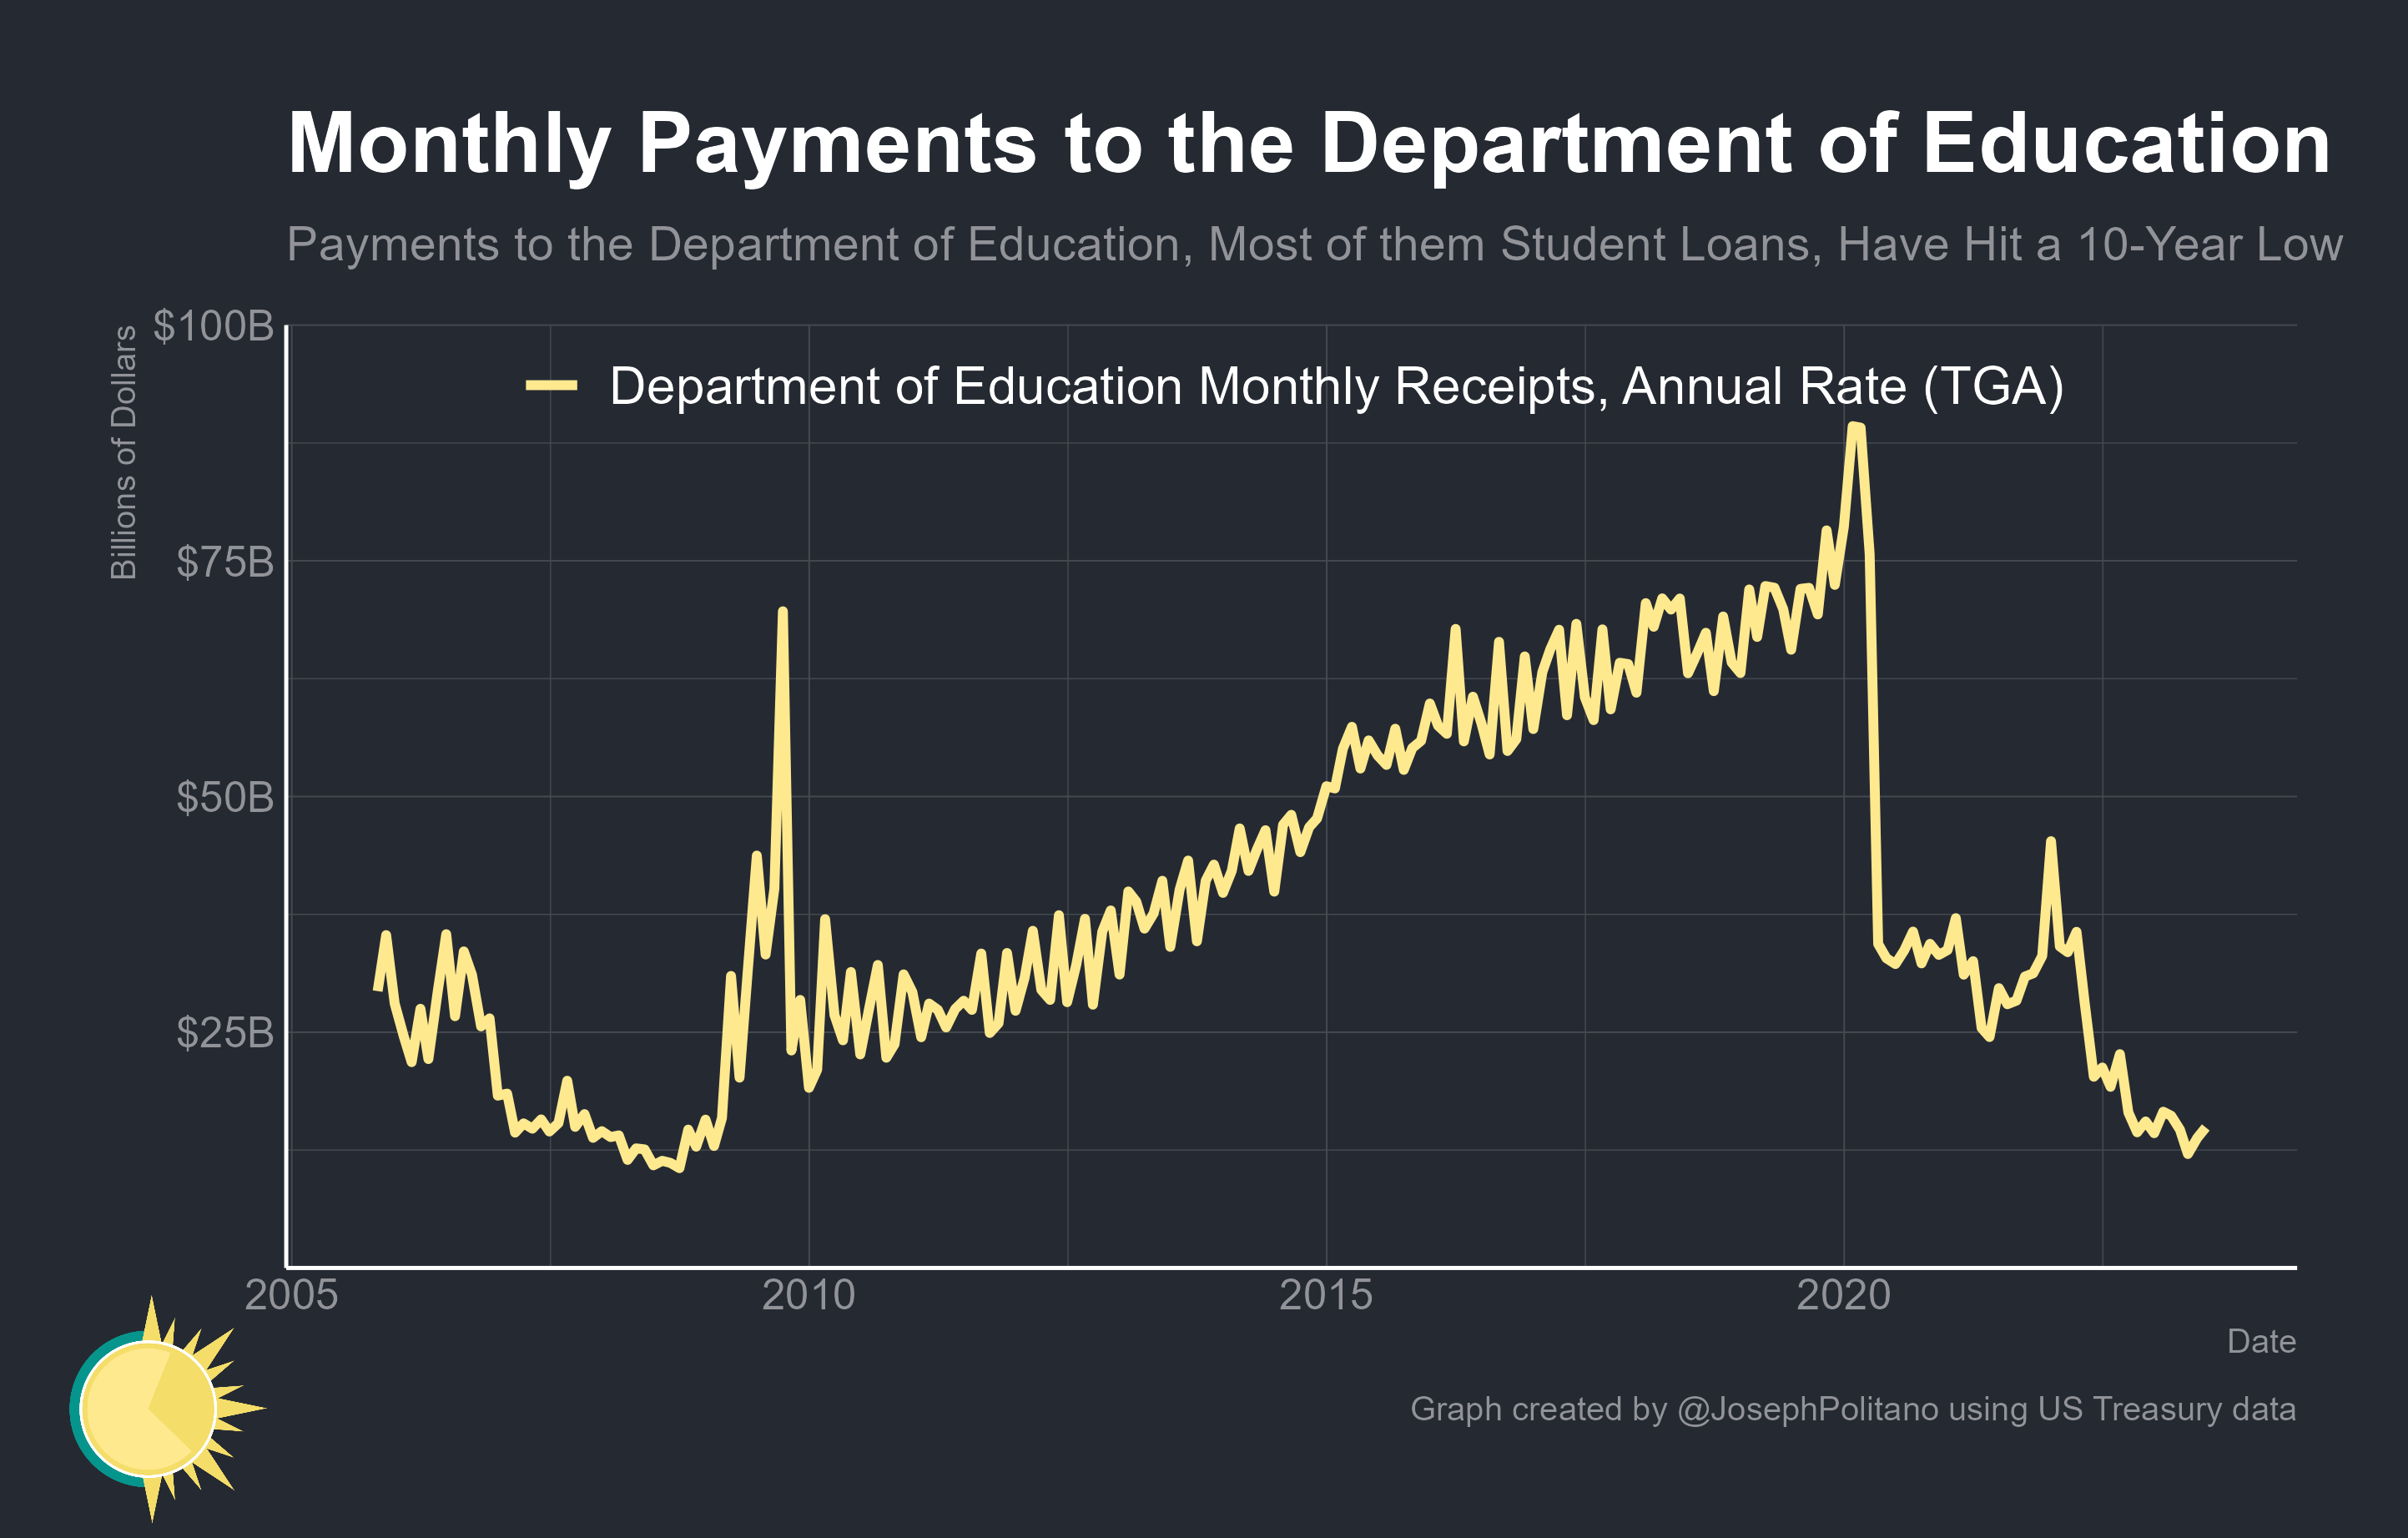 Monthly Payments to the Department of Education
Payments to the Department of Education, Most of them Student Loans, Have Hit a 10-Year Low
Billions of Dollars
$100B
$75B
$50B
$25B
Department of Education Monthly Receipts, Annual Rate (TGA)
2005
2010
2015
2020
Date
Graph created by @JosephPolitano using US Treasury data